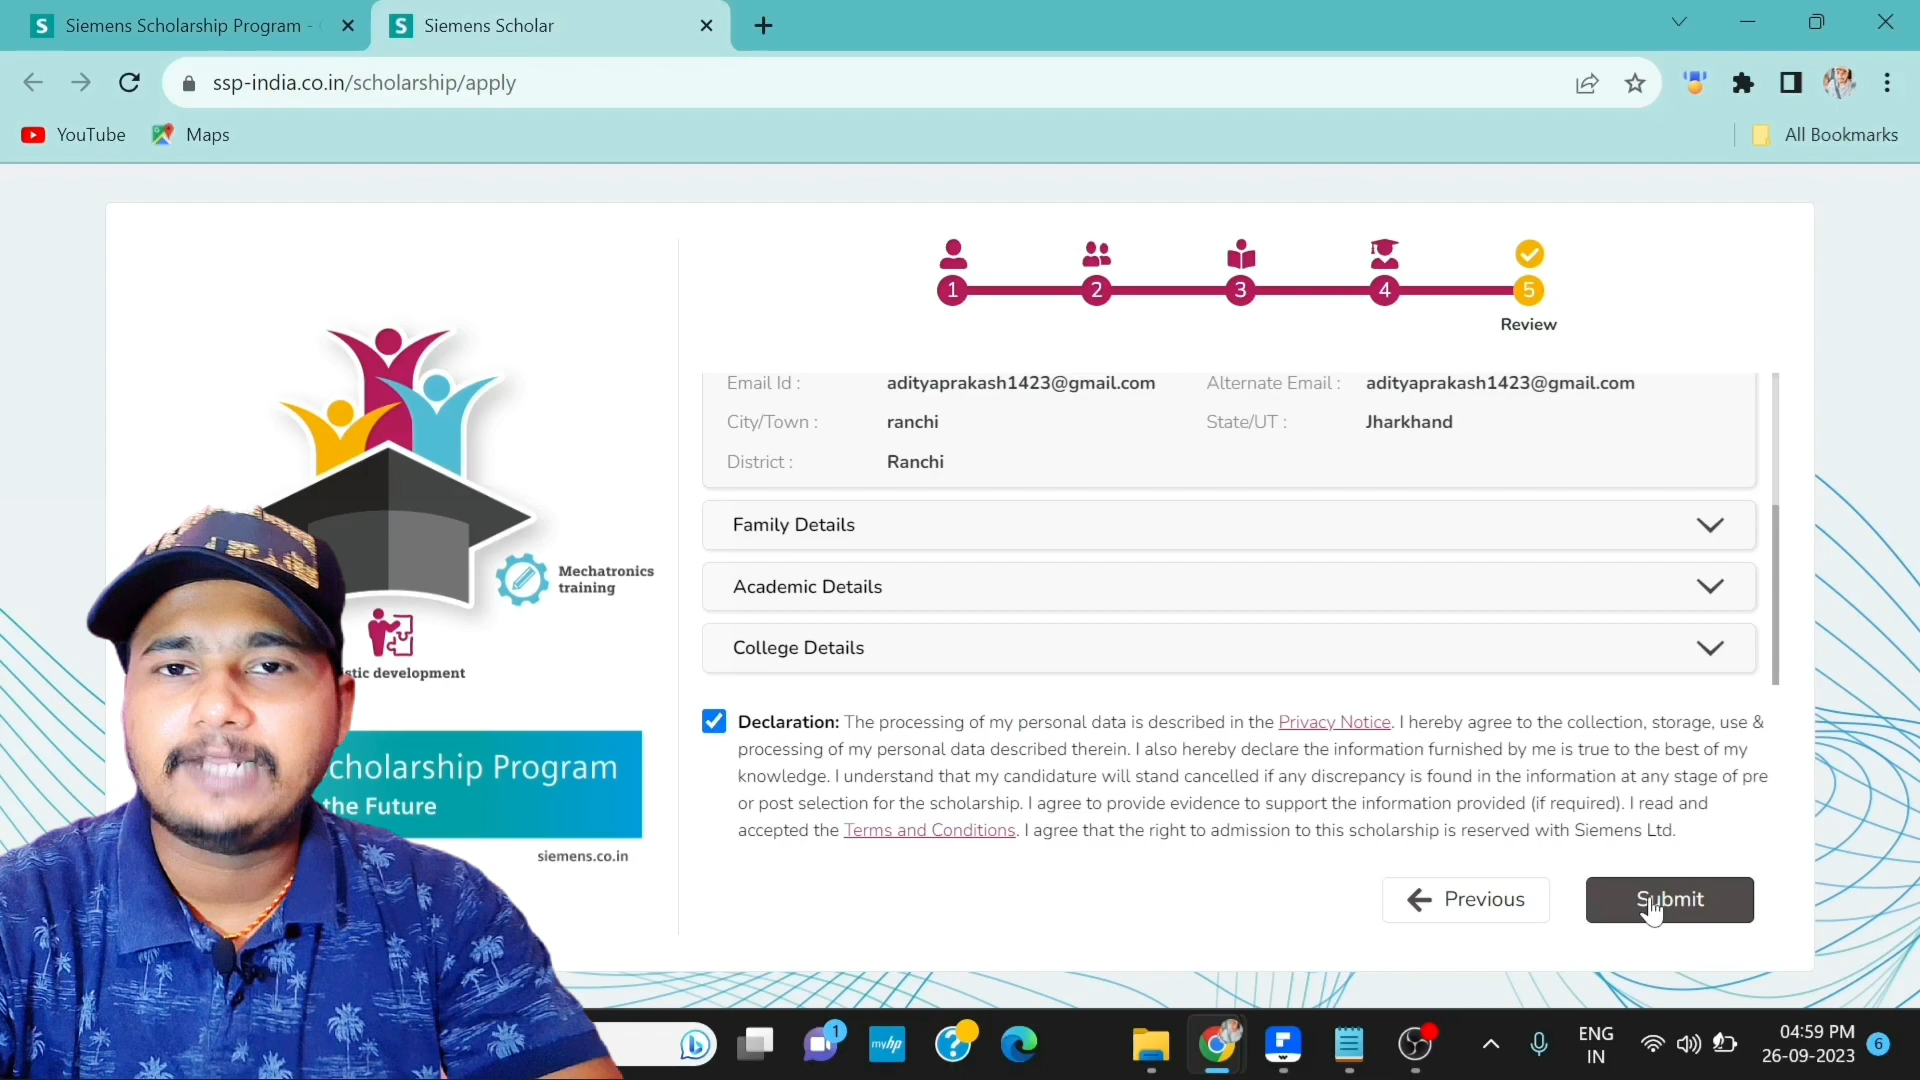 Siemens Scholarship Program -
Siemens Scholar
ssp-india.co.in/scholarship/apply
YouTube
Maps
All Bookmarks
1
2
3
4
5
Review
Email Id : adityaprakash1423@gmail.com Alternate Email : adityaprakash1423@gmail.com
City/Town : ranchi State/UT : Jharkhand
District : Ranchi
Family Details
Academic Details
College Details
Mechatronics
training
stic development
cholarship Program
the Future
siemens.co.in
Declaration: The processing of my personal data is described in the Privacy Notice. I hereby agree to the collection, storage, use &
processing of my personal data described therein. I also hereby declare the information furnished by me is true to the best of my
knowledge. I understand that my candidature will stand cancelled if any discrepancy is found in the information at any stage of pre
or post selection for the scholarship. I agree to provide evidence to support the information provided (if required). I read and
accepted the Terms and Conditions. I agree that the right to admission to this scholarship is reserved with Siemens Ltd.
Previous
Submit
1
myhp
ENG
IN
04:59 PM
26-09-2023
6